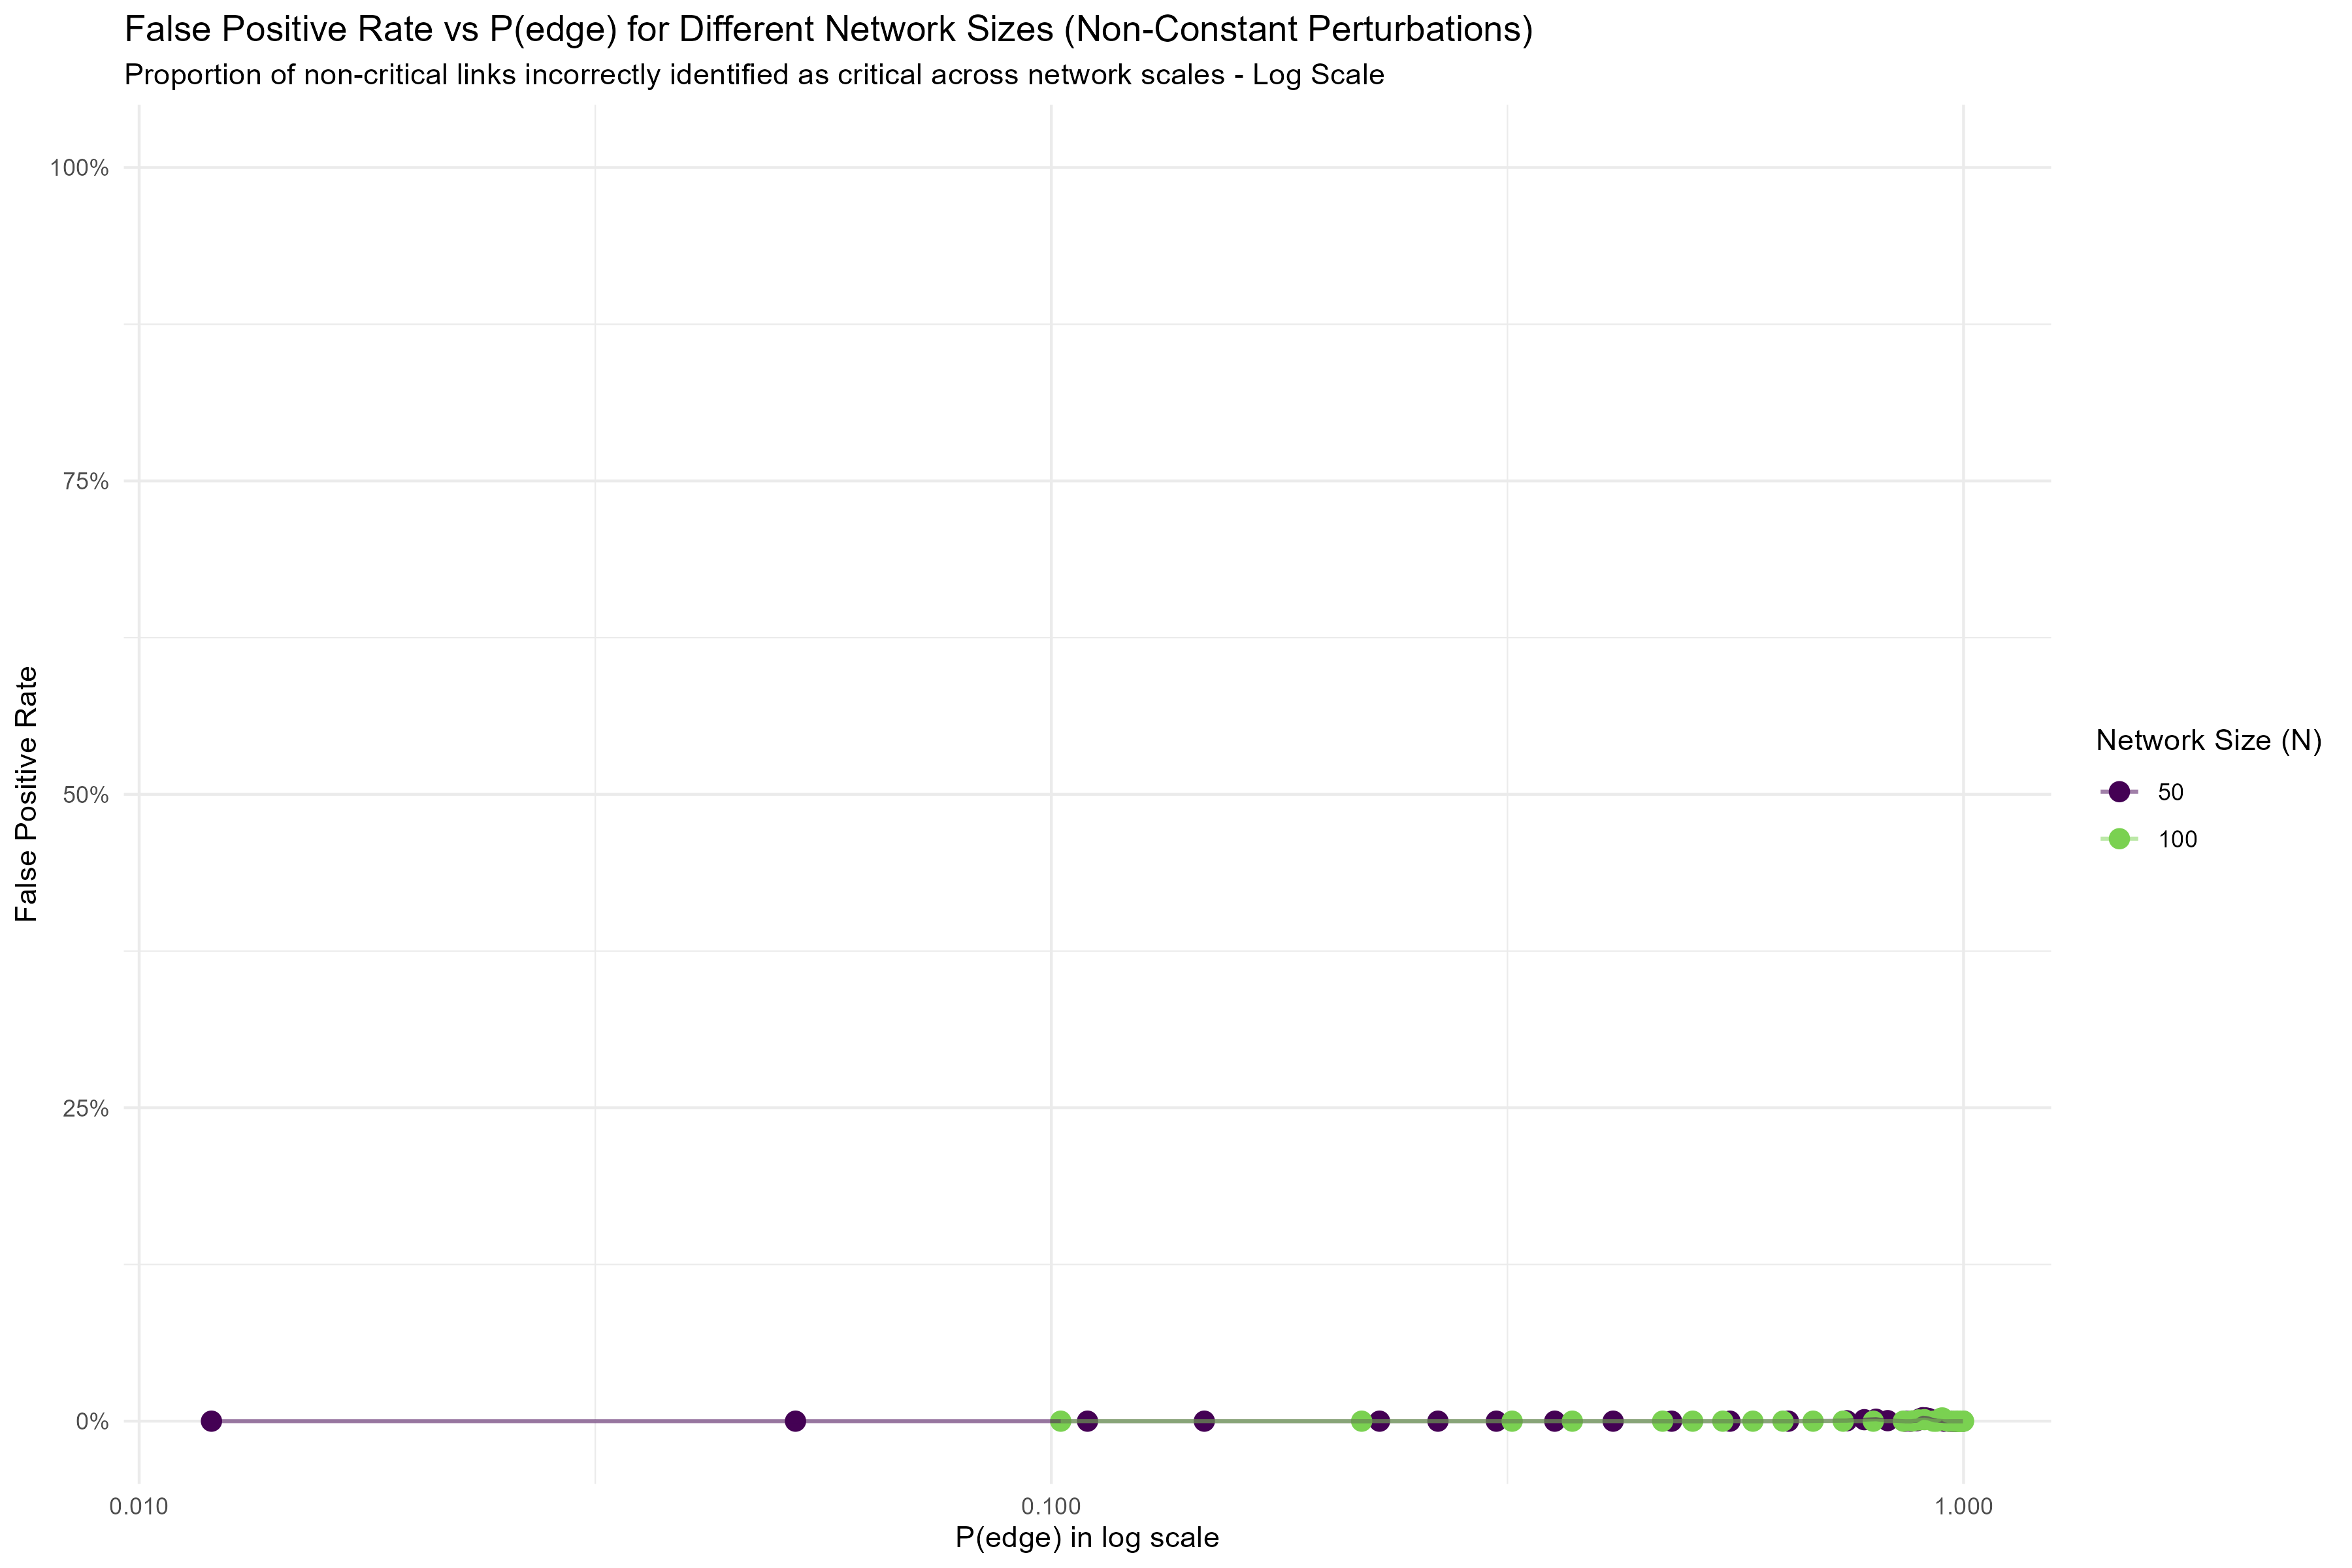 False Positive Rate vs P(edge) for Different Network Sizes (Non-Constant Perturbations)
Proportion of non-critical links incorrectly identified as critical across network scales - Log Scale
100%
75%
50%
25%
0%
False Positive Rate
0.010
0.100
1.000
P(edge) in log scale
Network Size (N)
50
100